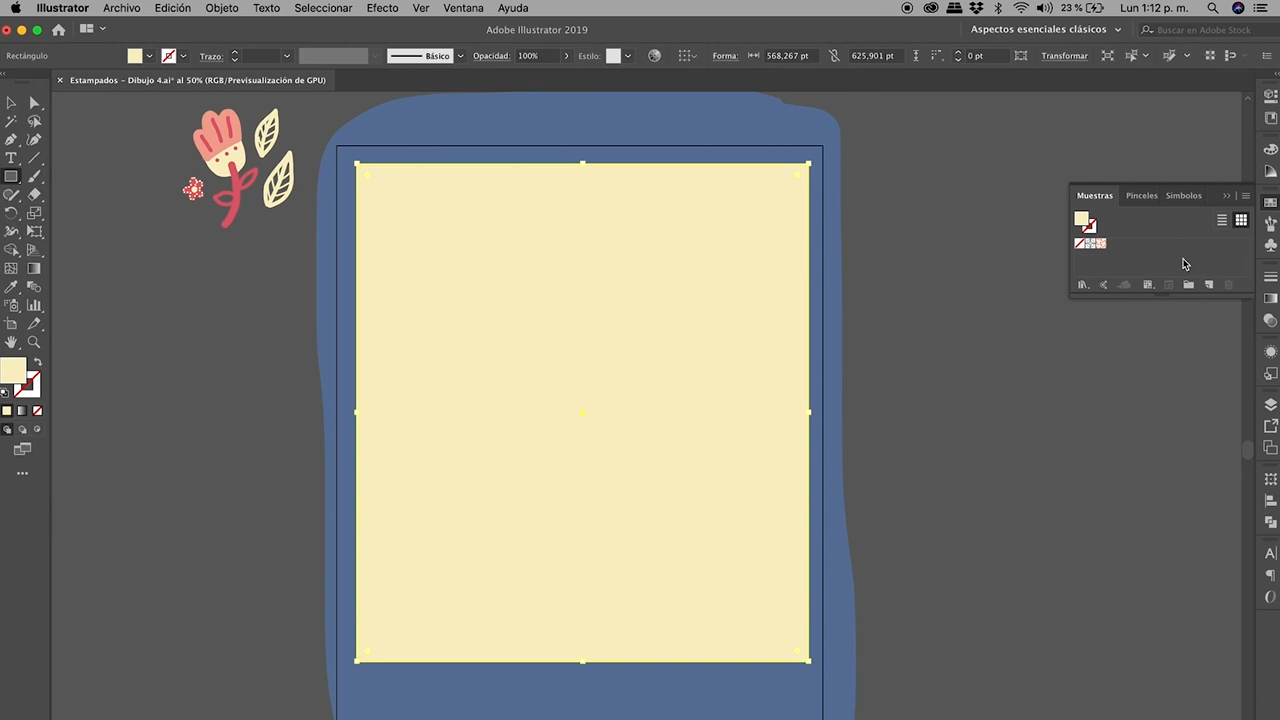 Illustrator Archivo Edición Objeto Texto Seleccionar Efecto Ver Ventana Ayuda 23 % Lun 1:12 p. m.
Adobe Illustrator 2019 Aspectos esenciales clásicos Buscar en Adobe Stock
Rectángulo Trazo: Básico Opacidad: 100% Estilo: Forma: 568,267 pt 625,901 pt 0 pt Transformar
Estampados - Dibujo 4.ai* al 50% (RGB/Previsualización de GPU)
Muestras Pinceles Símbolos